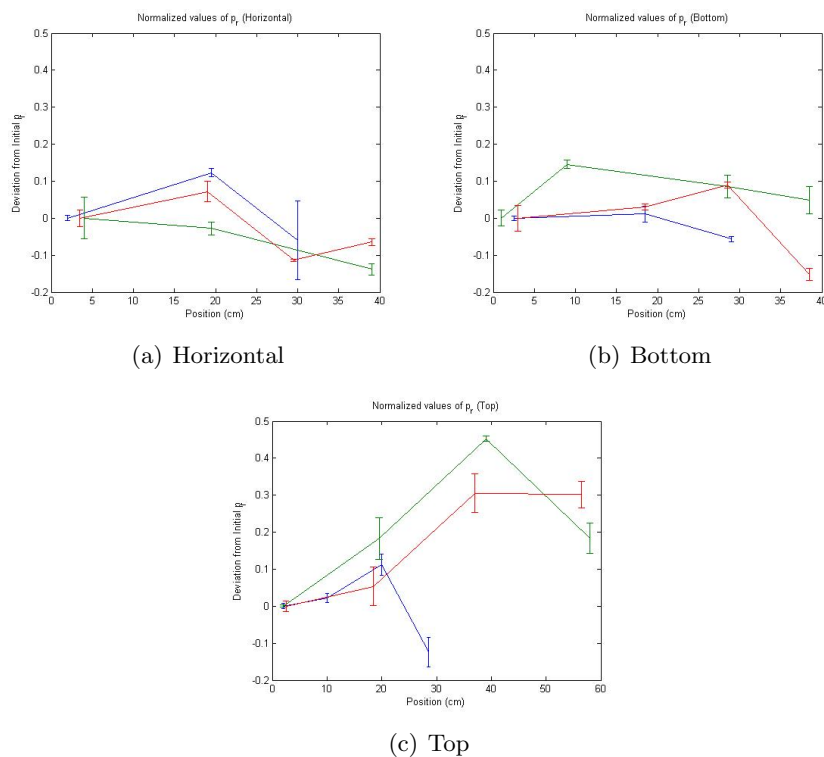 Normalized values of p_r (Horizontal)
0.5
0.4
0.3
0.2
0.1
0
-0.1
-0.2
Deviation from Initial p_r
0 5 10 15 20 25 30 35 40
Position (cm)
(a) Horizontal
Normalized values of p_r (Bottom)
0.5
0.4
0.3
0.2
0.1
0
-0.1
-0.2
Deviation from Initial p_r
0 5 10 15 20 25 30 35 40
Position (cm)
(b) Bottom
Normalized values of p_r (Top)
0.5
0.4
0.3
0.2
0.1
0
-0.1
-0.2
Deviation from Initial p_r
0 10 20 30 40 50 60
Position (cm)
(c) Top